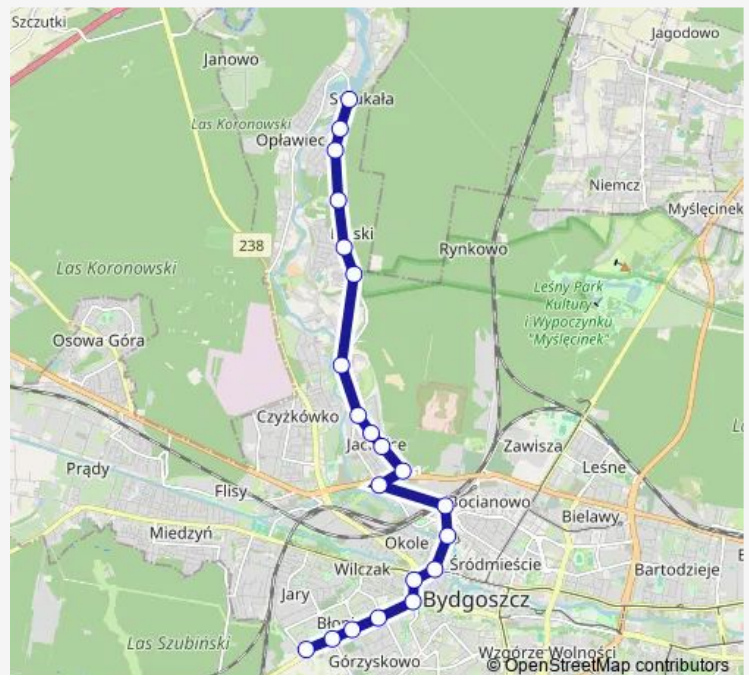 Szczutki
Jagodowo
Janowo
Las Koronowski
Opławiec
Niemcz
Myślęcinek
238
Rynkowo
Las Koronowski
Leśny Park
Kultury
i Wypoczynku
"Myślęcinek"
Osowa Góra
Czyżkówko
Zawisza
Leśne
Prądy
Flisy
Bielawy
Miedzyń
Okole
Śródmieście
Wilczak
Bartodzieje
Jary
Bydgoszcz
Las Szubiński
Górzyskowo
Wzgórze Wolności
© OpenStreetMap contributors